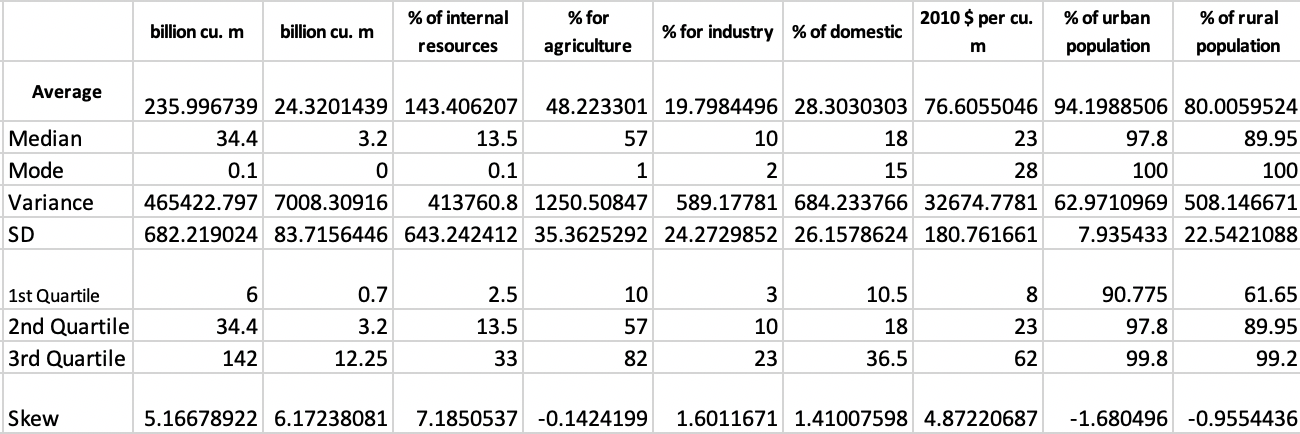 billion cu. m billion cu. m % of internal resources % for agriculture % for industry % of domestic 2010 $ per cu. m % of urban population % of rural population
Average 235.996739 24.3201439 143.406207 48.223301 19.7984496 28.3030303 76.6055046 94.1988506 80.0059524
Median 34.4 3.2 13.5 57 10 18 23 97.8 89.95
Mode 0.1 0 0.1 1 2 15 28 100 100
Variance 465422.797 7008.30916 413760.8 1250.50847 589.17781 684.233766 32674.7781 62.9710969 508.146671
SD 682.219024 83.7156446 643.242412 35.3625292 24.2729852 26.1578624 180.761661 7.935433 22.5421088
1st Quartile 6 0.7 2.5 10 3 10.5 8 90.775 61.65
2nd Quartile 34.4 3.2 13.5 57 10 18 23 97.8 89.95
3rd Quartile 142 12.25 33 82 23 36.5 62 99.8 99.2
Skew 5.16678922 6.17238081 7.1850537 -0.1424199 1.6011671 1.41007598 4.87220687 -1.680496 -0.9554436